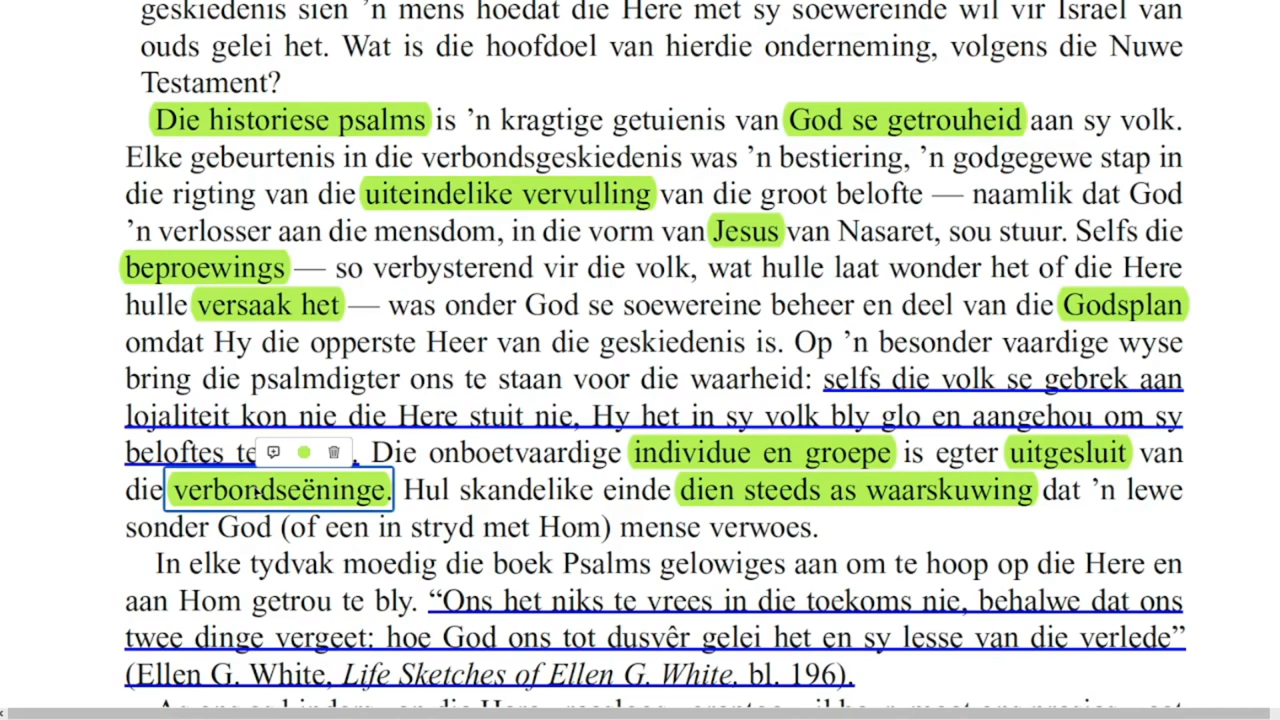 geskiedenis sien ’n mens hoedat die Here met sy soewereinde wil vir Israel van
ouds gelei het. Wat is die hoofdoel van hierdie onderneming, volgens die Nuwe
Testament?
Die historiese psalms is ’n kragtige getuienis van God se getrouheid aan sy volk.
Elke gebeurtenis in die verbondsgeskiedenis was ’n bestiering, ’n godgegewe stap in
die rigting van die uiteindelike vervulling van die groot belofte — naamlik dat God
’n verlosser aan die mensdom, in die vorm van Jesus van Nasaret, sou stuur. Selfs die
beproewings — so verbysterend vir die volk, wat hulle laat wonder het of die Here
hulle versaak het — was onder God se soewereine beheer en deel van die Godsplan
omdat Hy die opperste Heer van die geskiedenis is. Op ’n besonder vaardige wyse
bring die psalmdigter ons te staan voor die waarheid: selfs die volk se gebrek aan
lojaliteit kon nie die Here stuit nie, Hy het in sy volk bly glo en aangehou om sy
beloftes Die onboetvaardige individue en groepe is egter uitgesluit van
die verbondseëninge. Hul skandelike einde dien steeds as waarskuwing dat ’n lewe
sonder God (of een in stryd met Hom) mense verwoes.
In elke tydvak moedig die boek Psalms gelowiges aan om te hoop op die Here en
aan Hom getrou te bly. “Ons het niks te vrees in die toekoms nie, behalwe dat ons
twee dinge vergeet: hoe God ons tot dusvêr gelei het en sy lesse van die verlede”
(Ellen G. White, Life Sketches of Ellen G. White, bl. 196).